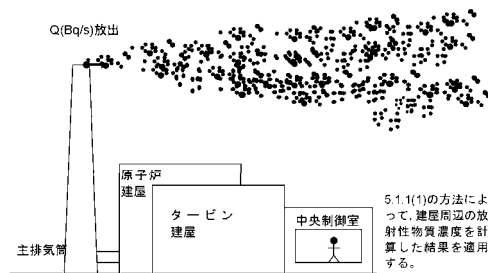 Q(Bq/s)放出
原子炉
建屋
タービン
建屋
中央制御室
主排気筒
5.1.1(1)の方法によ
って,建屋周辺の放
射性物質濃度を計
算した結果を適用
する。